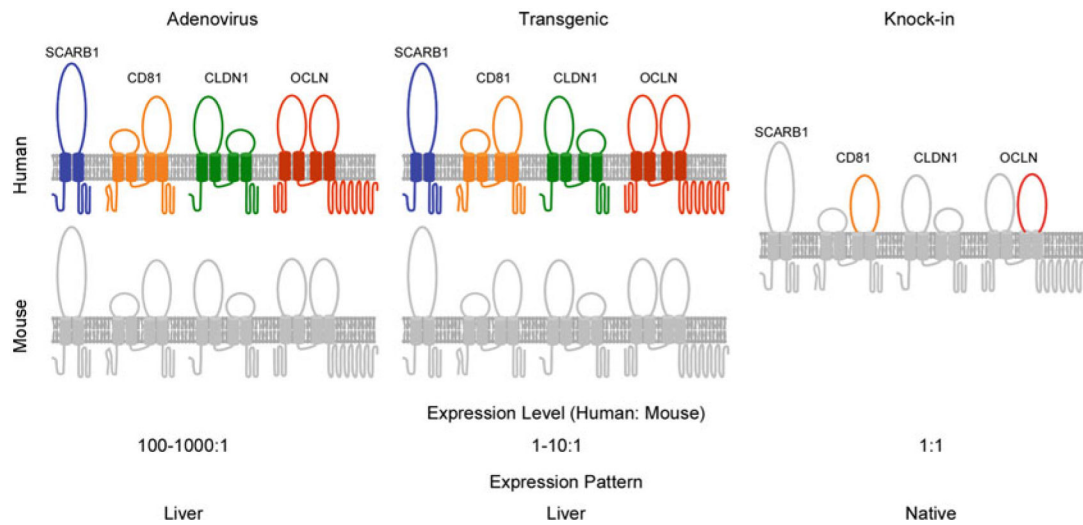 Adenovirus Transgenic Knock-in
SCARB1 CD81 CLDN1 OCLN
SCARB1 CD81 CLDN1 OCLN
SCARB1 CD81 CLDN1 OCLN
Human
Mouse
Expression Level (Human: Mouse)
100-1000:1 1-10:1 1:1
Expression Pattern
Liver Liver Native